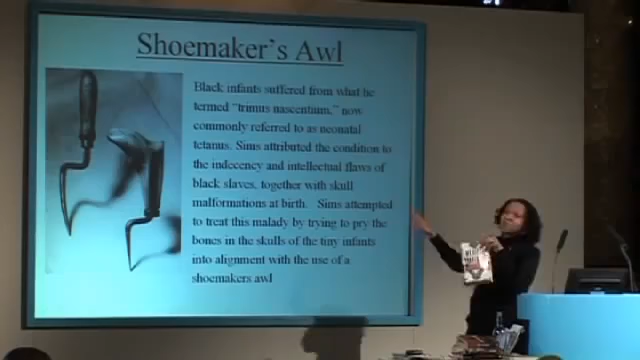 Shoemaker's Awl
Black infants suffered from what he
termed "trimus nascentium," now
commonly referred to as neonatal
tetanus. Sims attributed the condition to
the indecency and intellectual flaws of
black slaves, together with skull
malformations at birth. Sims attempted
to treat this malady by trying to pry the
bones in the skulls of the tiny infants
into alignment with the use of a
shoemakers awl